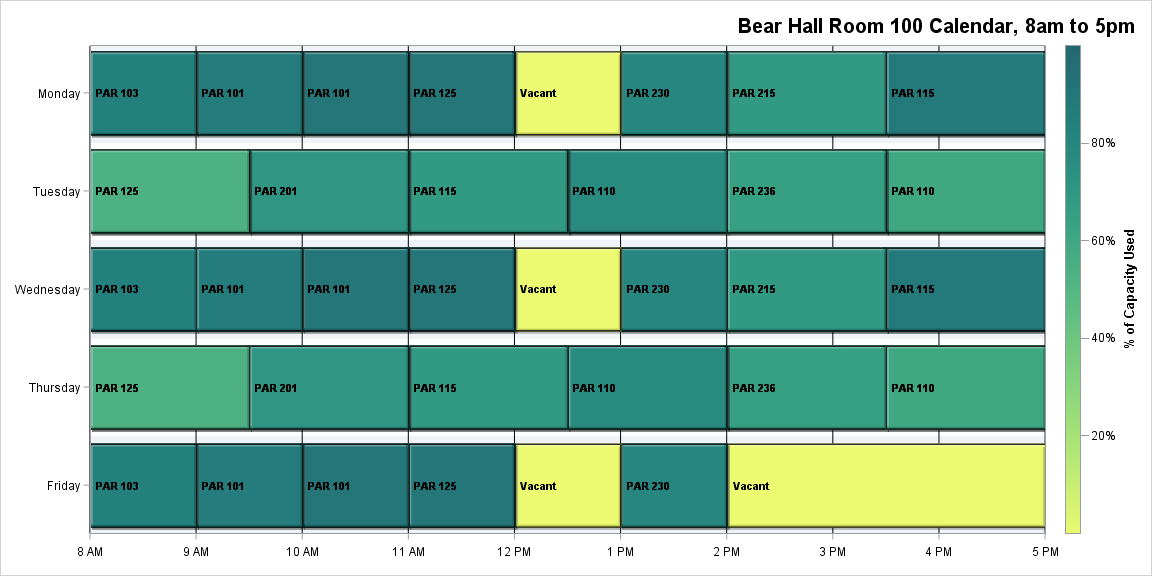 Bear Hall Room 100 Calendar, 8am to 5pm
Monday PAR 103 PAR 101 PAR 101 PAR 125 Vacant PAR 230 PAR 215 PAR 115
Tuesday PAR 125 PAR 201 PAR 115 PAR 110 PAR 236 PAR 110
Wednesday PAR 103 PAR 101 PAR 101 PAR 125 Vacant PAR 230 PAR 215 PAR 115
Thursday PAR 125 PAR 201 PAR 115 PAR 110 PAR 236 PAR 110
Friday PAR 103 PAR 101 PAR 101 PAR 125 Vacant PAR 230 Vacant
8 AM 9 AM 10 AM 11 AM 12 PM 1 PM 2 PM 3 PM 4 PM 5 PM
80%
60%
40%
20%
% of Capacity Used